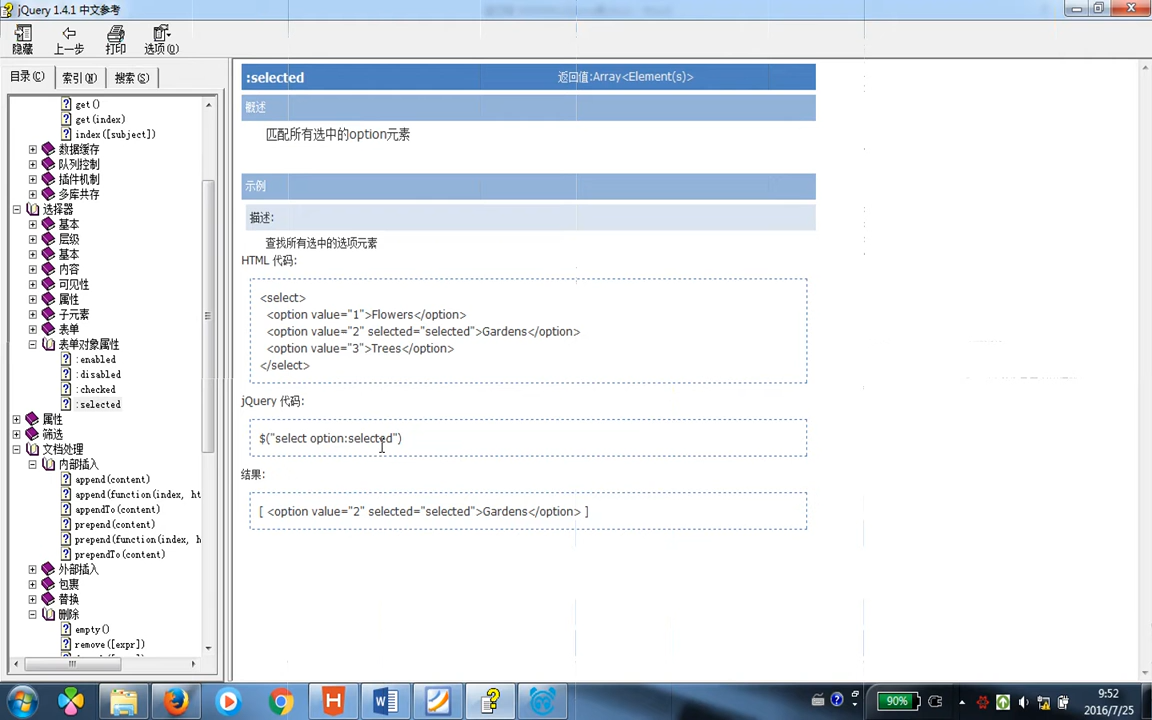 jQuery 1.4.1 中文参考
隐藏
上一步
打印
选项(O)
目录(C)
索引(N)
搜索(S)
get()
get(index)
index([subject])
数据缓存
队列控制
插件机制
多库共存
选择器
基本
层级
基本
内容
可见性
属性
子元素
表单
表单对象属性
:enabled
:disabled
:checked
:selected
属性
筛选
文档处理
内部插入
append(content)
append(function(index, ht
appendTo(content)
prepend(content)
prepend(function(index, h
prependTo(content)
外部插入
包裹
替换
删除
empty()
remove([expr])
:selected
返回值:Array<Element(s)>
概述
匹配所有选中的option元素
示例
描述:
查找所有选中的选项元素
HTML 代码:
<select>
<option value="1">Flowers</option>
<option value="2" selected="selected">Gardens</option>
<option value="3">Trees</option>
</select>
jQuery 代码:
$("select option:selected")
结果:
[ <option value="2" selected="selected">Gardens</option> ]
90%
9:52
2016/7/25